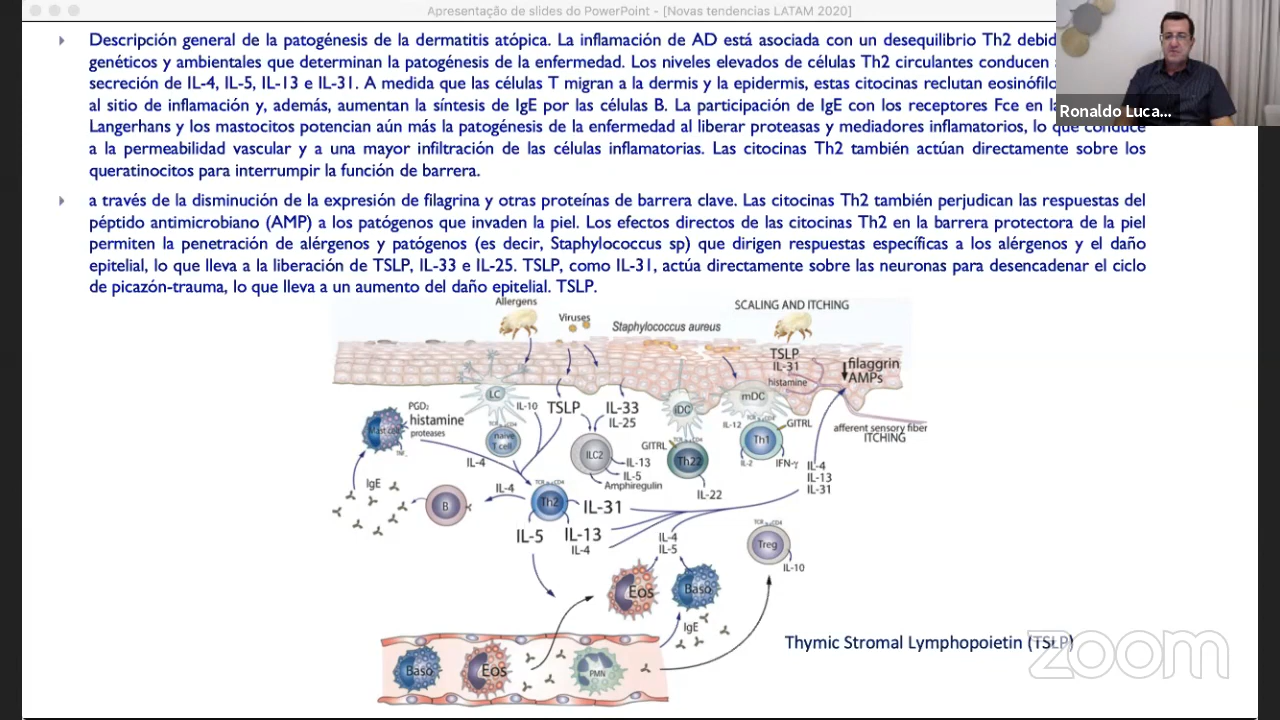 Apresentação de slides do PowerPoint - [Novas tendencias LATAM 2020]
Descripción general de la patogénesis de la dermatitis atópica. La inflamación de AD está asociada con un desequilibrio Th2 debid
genéticos y ambientales que determinan la patogénesis de la enfermedad. Los niveles elevados de células Th2 circulantes conducen
secreción de IL-4, IL-5, IL-13 e IL-31. A medida que las células T migran a la dermis y la epidermis, estas citocinas reclutan eosinófilo
al sitio de inflamación y, además, aumentan la síntesis de IgE por las células B. La participación de IgE con los receptores Fce en la
Langerhans y los mastocitos potencian aún más la patogénesis de la enfermedad al liberar proteasas y mediadores inflamatorios, lo que conduce
a la permeabilidad vascular y a una mayor infiltración de las células inflamatorias. Las citocinas Th2 también actúan directamente sobre los
queratinocitos para interrumpir la función de barrera.
Ronaldo Luca...
a través de la disminución de la expresión de filagrina y otras proteínas de barrera clave. Las citocinas Th2 también perjudican las respuestas del
péptido antimicrobiano (AMP) a los patógenos que invaden la piel. Los efectos directos de las citocinas Th2 en la barrera protectora de la piel
permiten la penetración de alérgenos y patógenos (es decir, Staphylococcus sp) que dirigen respuestas específicas a los alérgenos y el daño
epitelial, lo que lleva a la liberación de TSLP, IL-33 e IL-25. TSLP, como IL-31, actúa directamente sobre las neuronas para desencadenar el ciclo
de picazón-trauma, lo que lleva a un aumento del daño epitelial. TSLP.
Allergens
SCALING AND ITCHING
Viruses
Staphylococcus aureus
TSLP
IL-31
histamine
filaggrin
AMPs
LC
IL-10
TSLP
IL-33
IL-25
iDC
mDC
PGD2
histamine
proteases
Mast cell
TNF
TCR CD4
naive
T cell
IL-4
ILC2
IL-13
IL-5
Amphiregulin
GITRL
TCR CD4
Th22
IL-22
IL-12
TCR CD4
GITRL
Th1
IL-2
IFN-γ
afferent sensory fiber
ITCHING
IL-4
IL-13
IL-31
IgE
B
IL-4
TCR CD4
Th2
IL-31
IL-5
IL-13
IL-4
IL-4
IL-5
TCR CD4
Treg
IL-10
Eos
Baso
IgE
Baso
Eos
PMN
Thymic Stromal Lymphopoietin (TSLP)
zoom